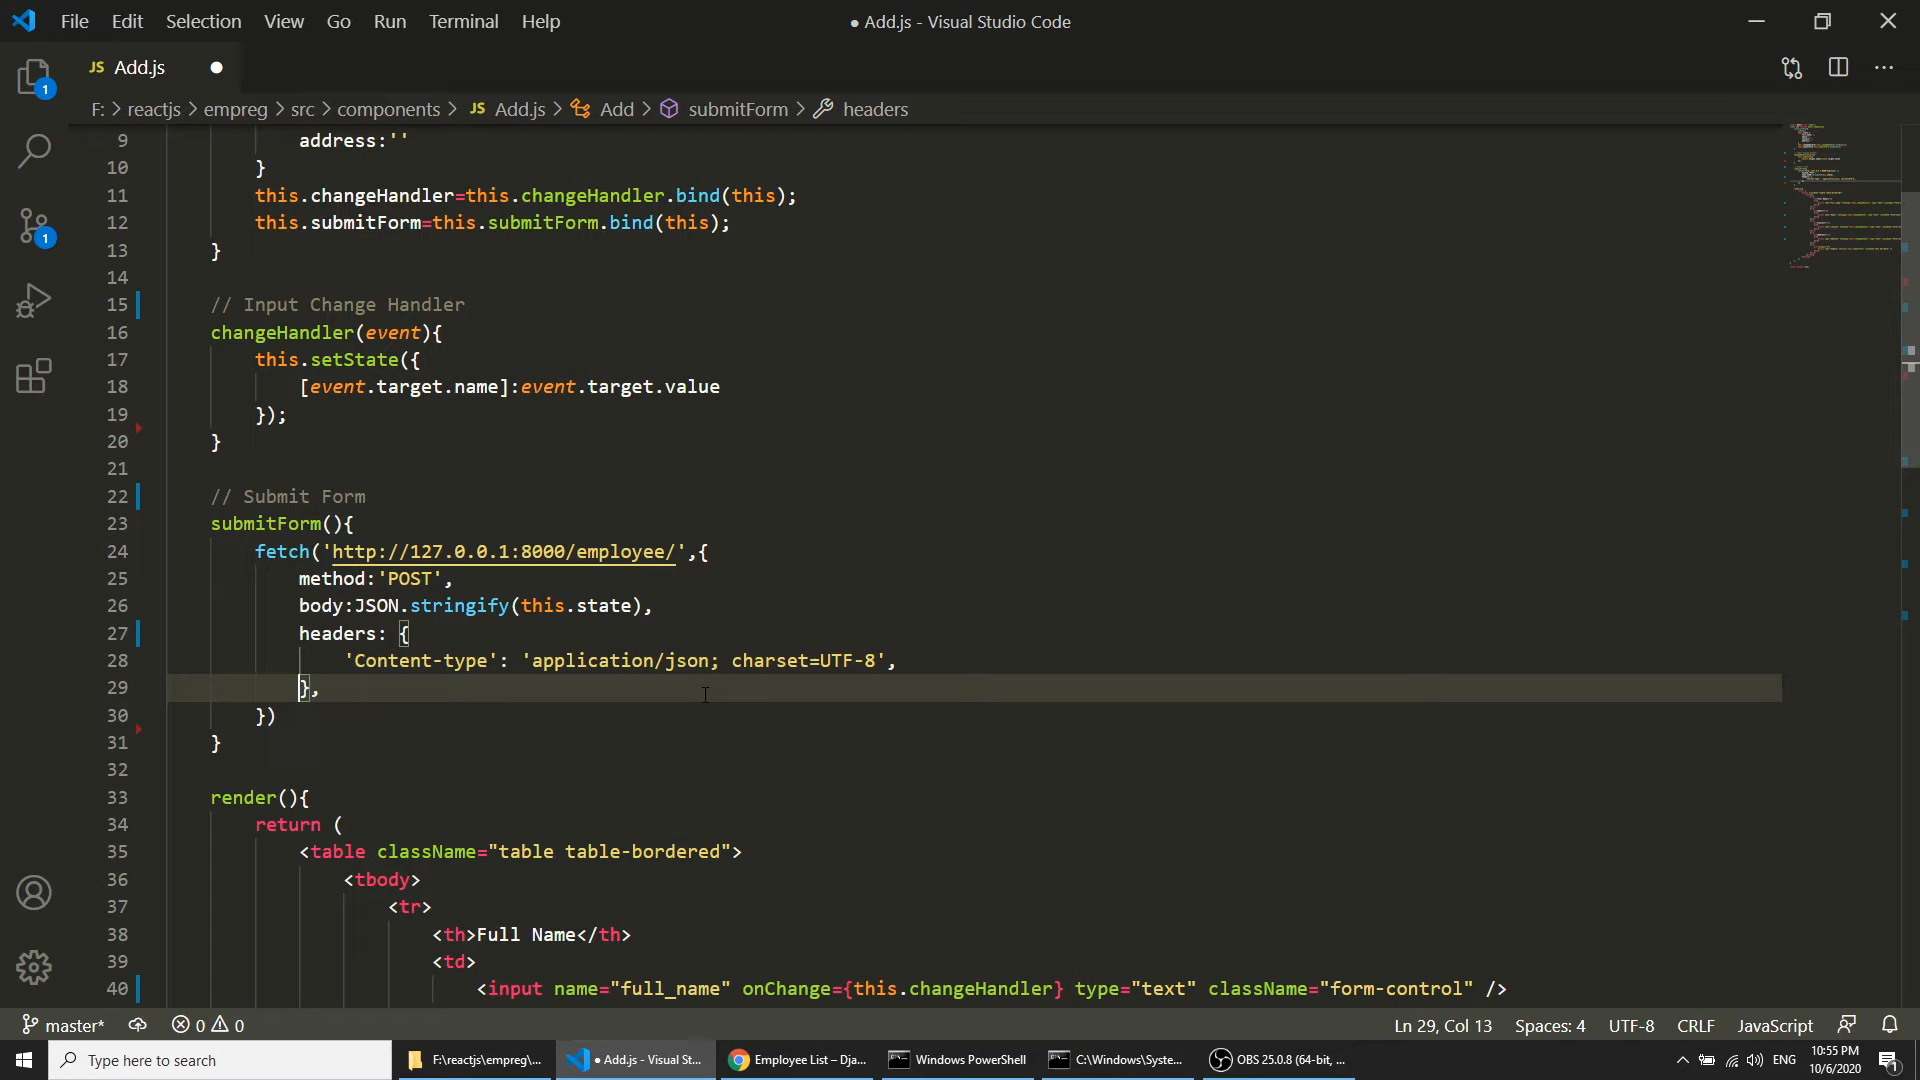 File Edit Selection View Go Run Terminal Help ● Add.js - Visual Studio Code
JS Add.js
F: > reactjs > empreg > src > components > JS Add.js > Add > submitForm > headers
9 address:''
10 }
11 this.changeHandler=this.changeHandler.bind(this);
12 this.submitForm=this.submitForm.bind(this);
13 }
14
15 // Input Change Handler
16 changeHandler(event){
17 this.setState({
18 [event.target.name]:event.target.value
19 });
20 }
21
22 // Submit Form
23 submitForm(){
24 fetch('http://127.0.0.1:8000/employee/',{
25 method:'POST',
26 body:JSON.stringify(this.state),
27 headers: {
28 'Content-type': 'application/json; charset=UTF-8',
29 },
30 })
31 }
32
33 render(){
34 return (
35 <table className="table table-bordered">
36 <tbody>
37 <tr>
38 <th>Full Name</th>
39 <td>
40 <input name="full_name" onChange={this.changeHandler} type="text" className="form-control" />
1
1
master* 0 0 Ln 29, Col 13 Spaces: 4 UTF-8 CRLF JavaScript
Type here to search F:\reactjs\empreg\... ● Add.js - Visual St... Employee List – Dja... Windows PowerShell C:\Windows\Syste... OBS 25.0.8 (64-bit, ... ENG 10:55 PM
10/6/2020 1